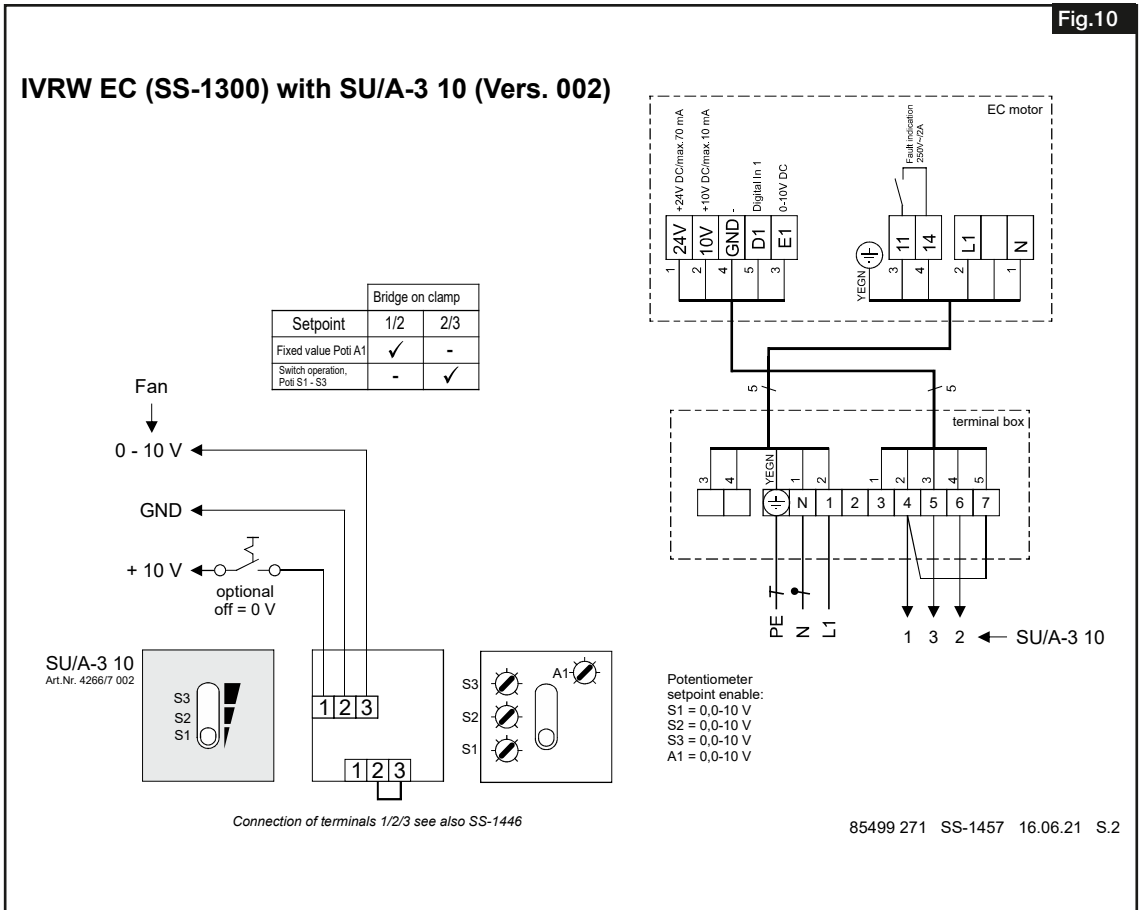 Fig.10
IVRW EC (SS-1300) with SU/A-3 10 (Vers. 002)
EC motor
+24V DC/max.70 mA
+10V DC/max.10 mA
-
Digital In 1
0-10V DC
Fault indication
250V~/2A
24V
10V
GND
D1
E1
11
14
L1
N
1
2
4
5
3
YEGN
3
4
2
1
Bridge on clamp
Setpoint 1/2 2/3
Fixed value Poti A1 ✓ -
Switch operation,
Poti S1 - S3
- ✓
5
5
terminal box
3
4
YEGN
1
2
1
2
3
4
5
N 1 2 3 4 5 6 7
PE
N
L1
1 3 2 SU/A-3 10
Fan
0 - 10 V
GND
+ 10 V
optional
off = 0 V
SU/A-3 10
Art.Nr. 4266/7 002
S3
S2
S1
1 2 3
1 2 3
S3
S2
S1
A1
Potentiometer
setpoint enable:
S1 = 0,0-10 V
S2 = 0,0-10 V
S3 = 0,0-10 V
A1 = 0,0-10 V
Connection of terminals 1/2/3 see also SS-1446
85499 271 SS-1457 16.06.21 S.2